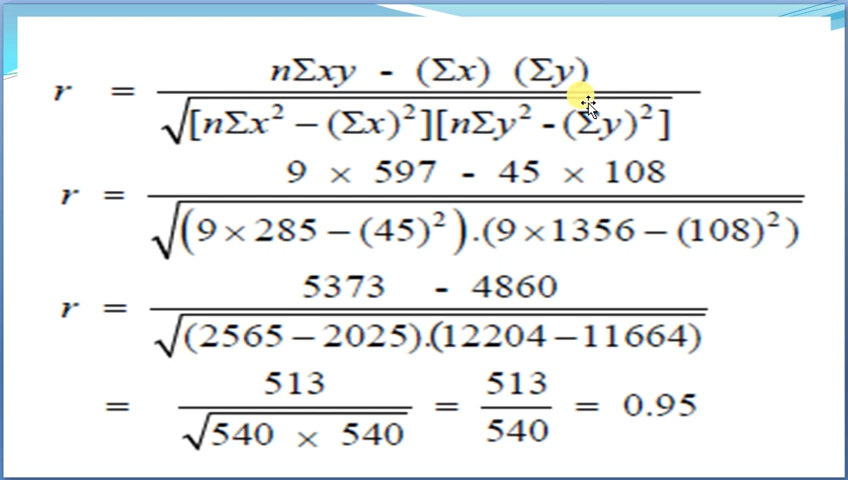 r = nΣxy - (Σx) (Σy) / √[nΣx² – (Σx)²][nΣy² - (Σy)²]
r = 9 × 597 - 45 × 108 / √(9×285 – (45)²).(9×1356 – (108)²)
r = 5373 - 4860 / √(2565 – 2025).(12204 – 11664)
= 513 / √540 × 540 = 513 / 540 = 0.95